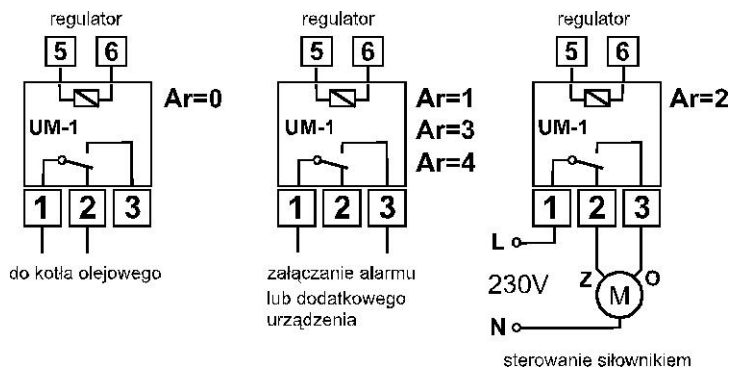 regulator
5 6
Ar=0
UM-1
1 2 3
do kotła olejowego
regulator
5 6
Ar=1
UM-1
Ar=3
Ar=4
1 2 3
załączanie alarmu
lub dodatkowego
urządzenia
regulator
5 6
Ar=2
UM-1
1 2 3
L
230V
Z O
M
N
sterowanie siłownikiem